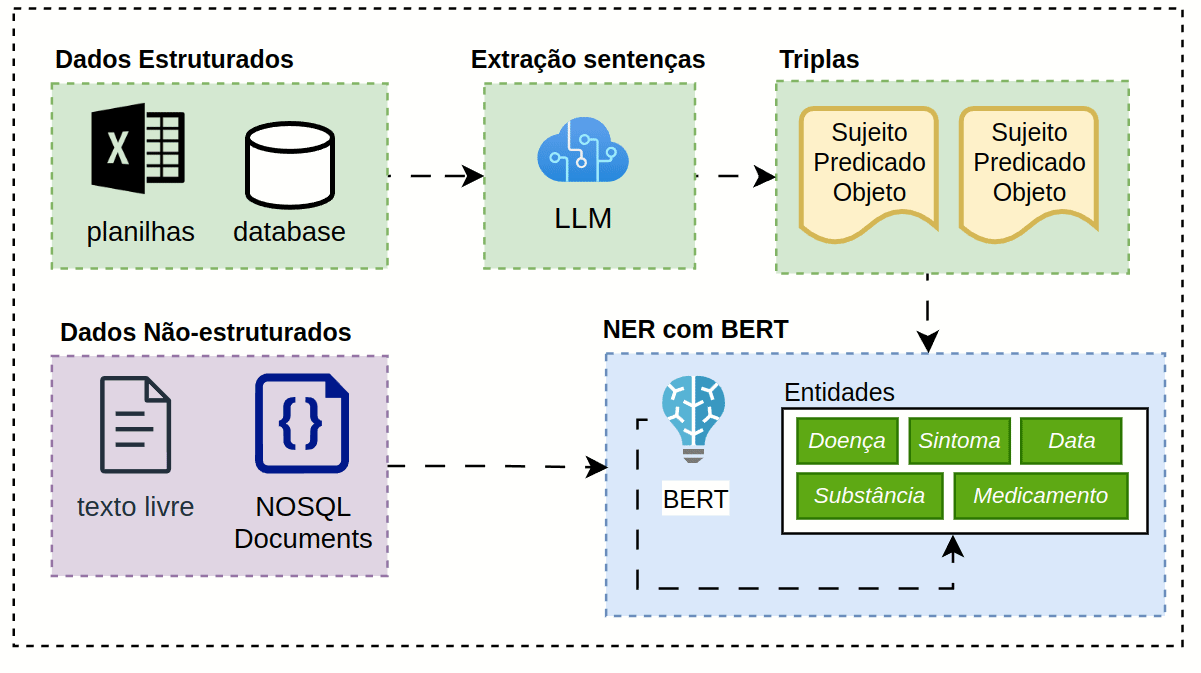 Dados Estruturados
X
planilhas
database
Extração sentenças
LLM
Triplas
Sujeito
Predicado
Objeto
Sujeito
Predicado
Objeto
Dados Não-estruturados
texto livre
{}
NOSQL
Documents
NER com BERT
BERT
Entidades
Doença
Sintoma
Data
Substância
Medicamento